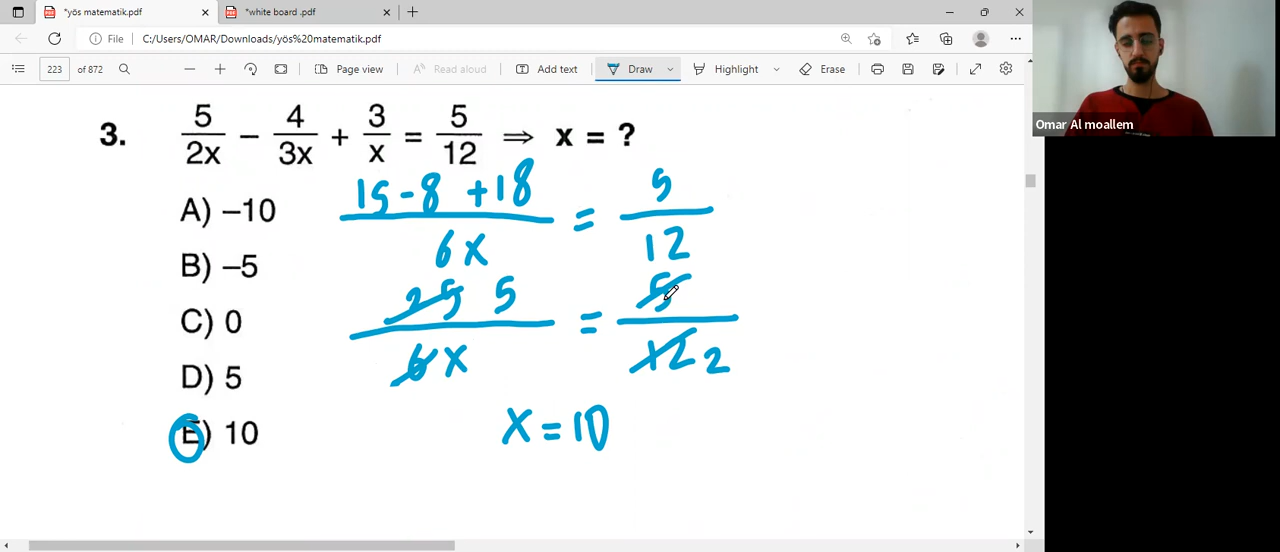 *yös matematik.pdf
*white board .pdf
File C:/Users/OMAR/Downloads/yös%20matematik.pdf
223 of 872 Page view Read aloud Add text Draw Highlight Erase
Omar Al moallem
3. 5/2x − 4/3x + 3/x = 5/12 ⇒ x = ?
15-8 +18 / 6x = 5 / 12
A) –10
B) –5
25 5 / 6x = 5 / 12 2
C) 0
D) 5
E) 10
x = 10